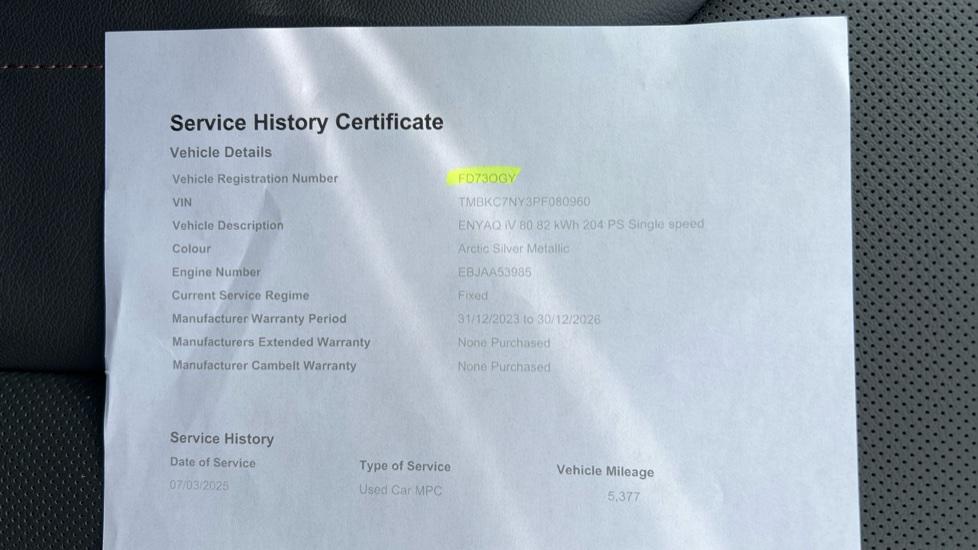 Service History Certificate
Vehicle Details
Vehicle Registration Number FD73OGY
VIN TMBKC7NY3PF080960
Vehicle Description ENYAQ iV 80 82 kWh 204 PS Single speed
Colour Arctic Silver Metallic
Engine Number EBJAA53985
Current Service Regime Fixed
Manufacturer Warranty Period 31/12/2023 to 30/12/2026
Manufacturers Extended Warranty None Purchased
Manufacturer Cambelt Warranty None Purchased
Service History
Date of Service Type of Service Vehicle Mileage
07/03/2025 Used Car MPC 5,377